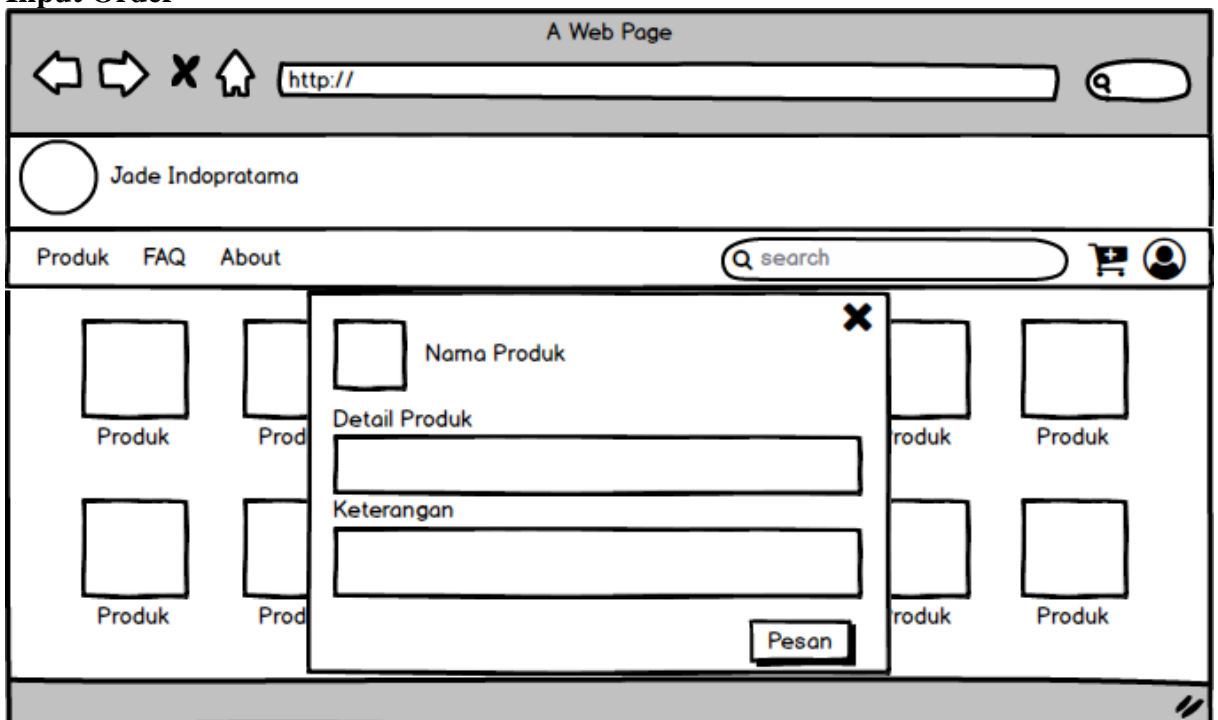 Input Order
A Web Page
http://
Jade Indopratama
Produk FAQ About search
Nama Produk
Detail Produk
Produk Prod roduk Produk
Keterangan
Produk Prod roduk Produk
Pesan